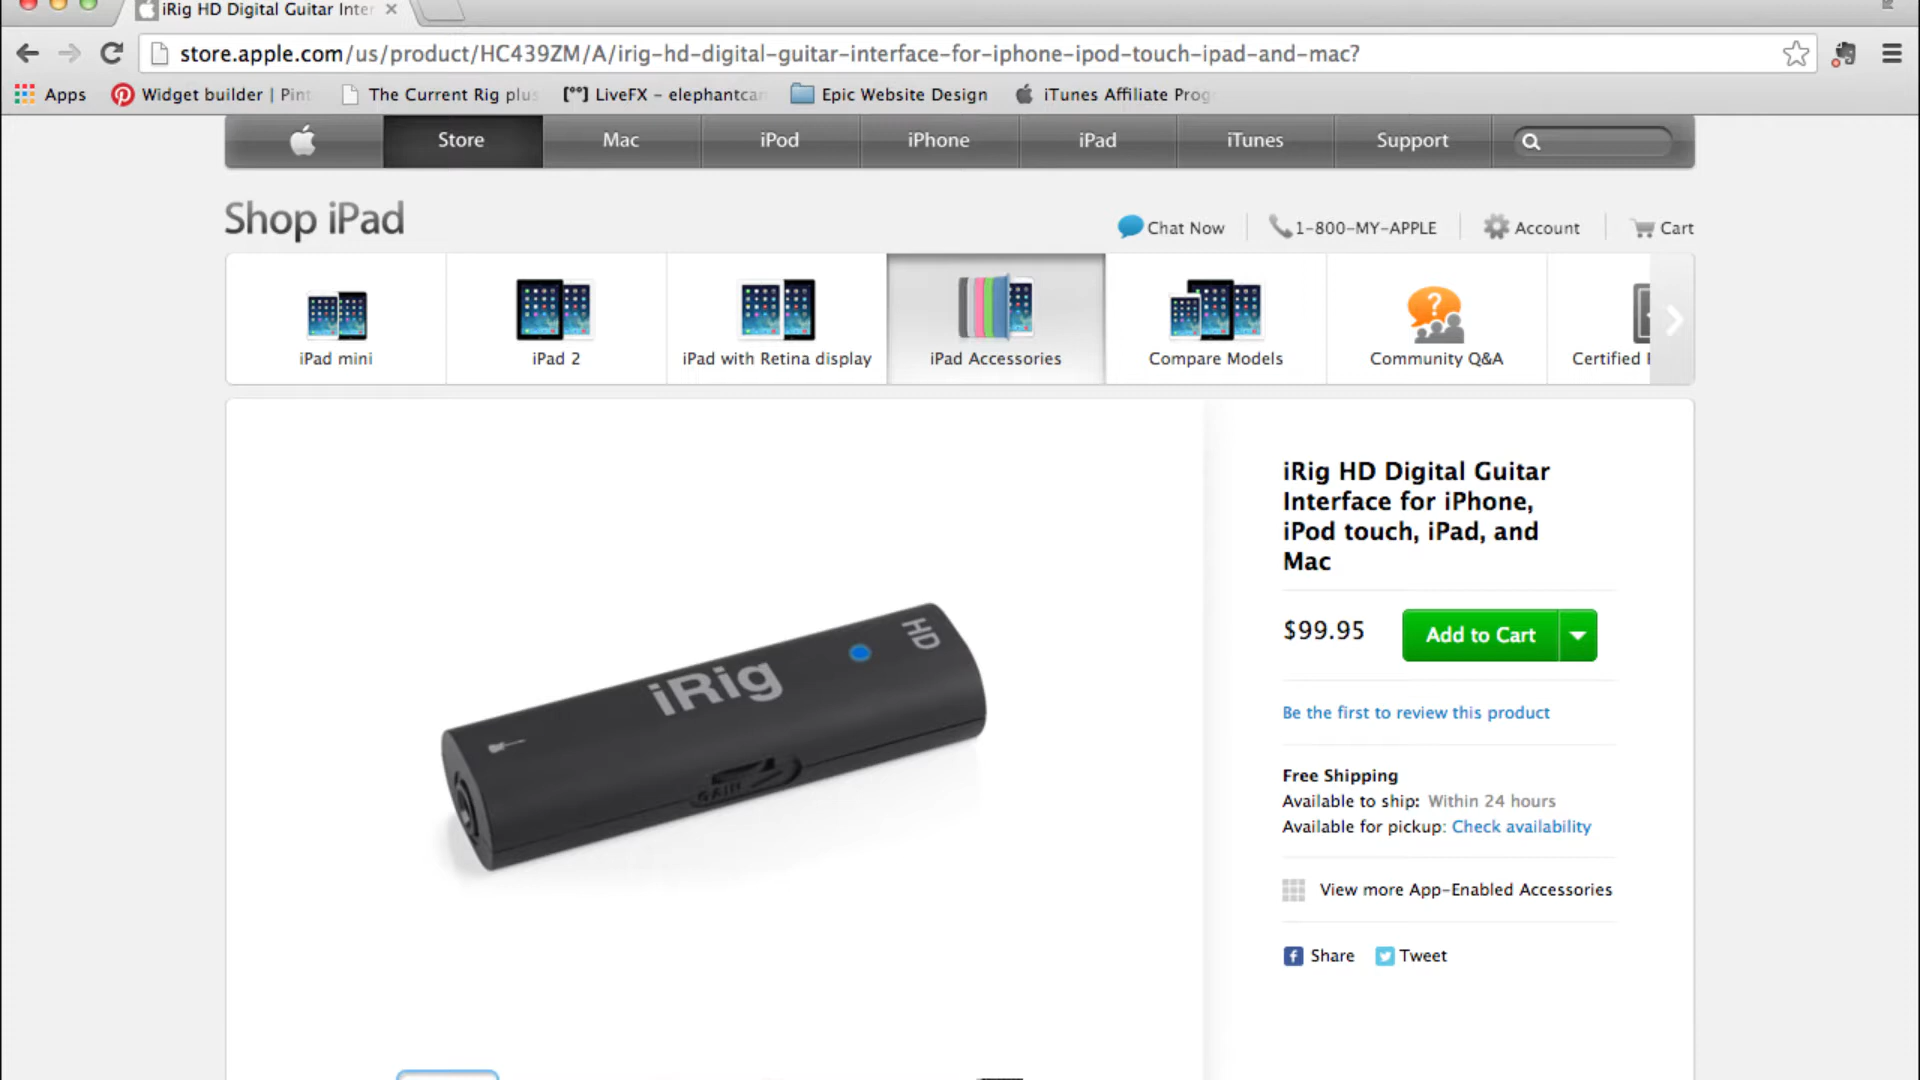 iRig HD Digital Guitar Inter
store.apple.com/us/product/HC439ZM/A/irig-hd-digital-guitar-interface-for-iphone-ipod-touch-ipad-and-mac?
Apps Widget builder | Pint The Current Rig plus [**] LiveFX - elephantcan Epic Website Design iTunes Affiliate Prog
Store Mac iPod iPhone iPad iTunes Support
Shop iPad
Chat Now 1-800-MY-APPLE Account Cart
iPad mini iPad 2 iPad with Retina display iPad Accessories Compare Models Community Q&A Certified
iRig HD Digital Guitar
Interface for iPhone,
iPod touch, iPad, and
Mac
$99.95 Add to Cart
Be the first to review this product
Free Shipping
Available to ship: Within 24 hours
Available for pickup: Check availability
View more App-Enabled Accessories
Share Tweet
iRig HD
GAIN